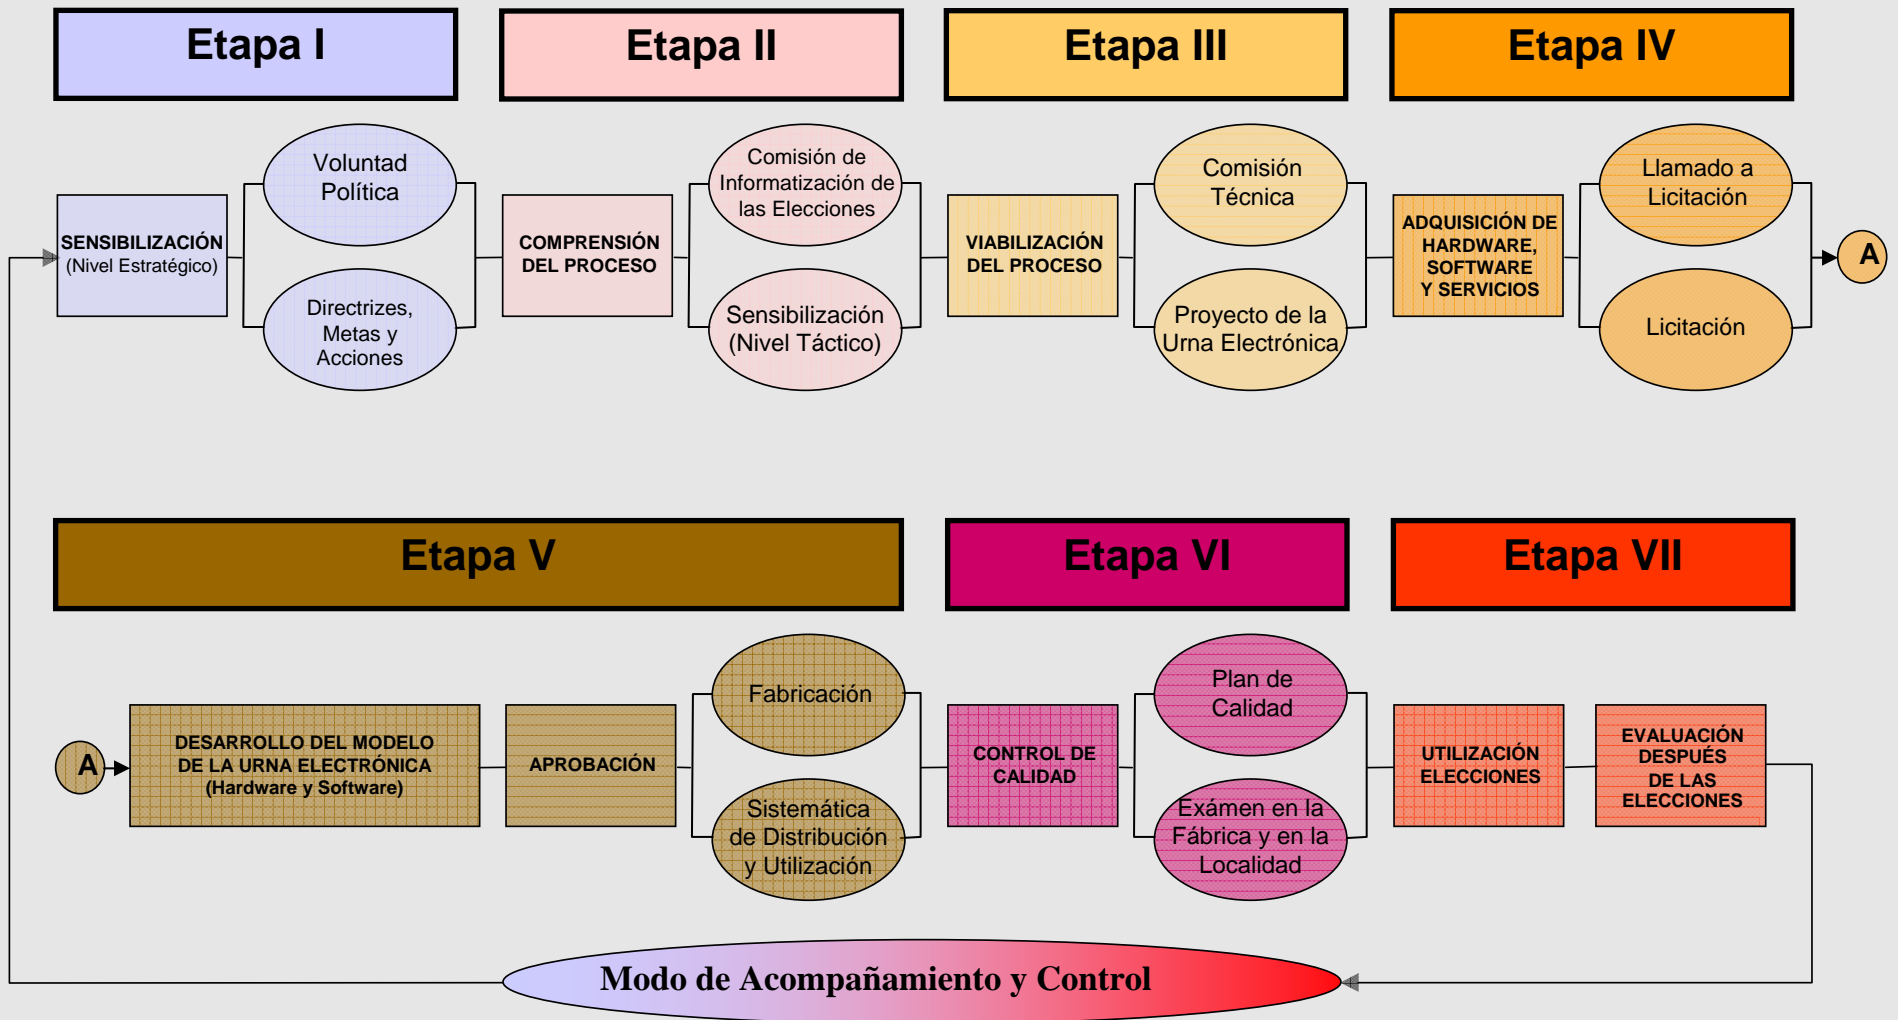 Etapa I
Etapa II
Etapa III
Etapa IV
SENSIBILIZACIÓN
(Nivel Estratégico)
Voluntad
Política
Directrizes,
Metas y
Acciones
COMPRENSIÓN
DEL PROCESO
Comisión de
Informatización de
las Elecciones
Sensibilización
(Nivel Táctico)
VIABILIZACIÓN
DEL PROCESO
Comisión
Técnica
Proyecto de la
Urna Electrónica
ADQUISICIÓN DE
HARDWARE,
SOFTWARE
Y SERVICIOS
Llamado a
Licitación
Licitación
A
Etapa V
Etapa VI
Etapa VII
A
DESARROLLO DEL MODELO
DE LA URNA ELECTRÓNICA
(Hardware y Software)
APROBACIÓN
Fabricación
Sistemática
de Distribución
y Utilización
CONTROL DE
CALIDAD
Plan de
Calidad
Exámen en la
Fábrica y en la
Localidad
UTILIZACIÓN
ELECCIONES
EVALUACIÓN
DESPUÉS
DE LAS
ELECCIONES
Modo de Acompañamiento y Control